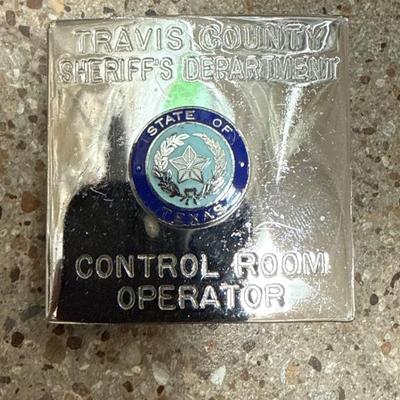 TRAVIS COUNTY
SHERIFF'S DEPARTMENT
STATE OF
TEXAS
CONTROL ROOM
OPERATOR